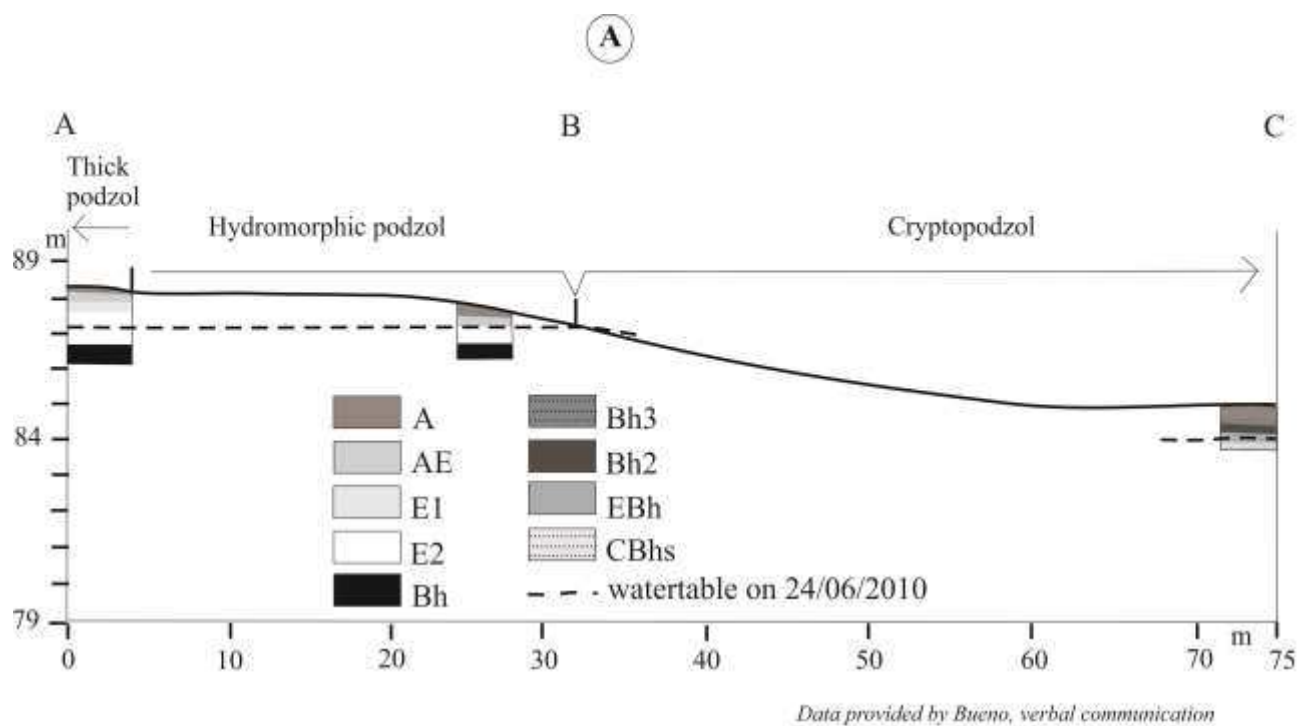 A
A B C
Thick
podzol
Hydromorphic podzol Cryptopodzol
m
89
84
79
A
AE
E1
E2
Bh
Bh3
Bh2
EBh
CBhs
watertable on 24/06/2010
0 10 20 30 40 50 60 70 m 75
Data provided by Bueno, verbal communication